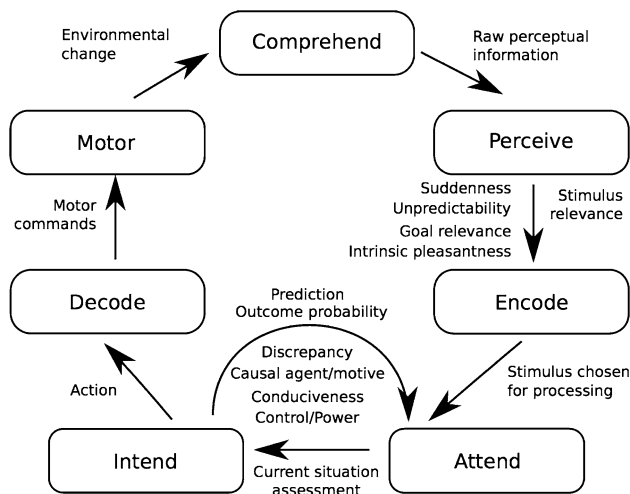 Environmental
change
Comprehend
Raw perceptual
information
Motor
Perceive
Suddenness
Unpredictability
Goal relevance
Intrinsic pleasantness
Stimulus
relevance
Motor
commands
Decode
Encode
Prediction
Outcome probability
Discrepancy
Causal agent/motive
Conduciveness
Control/Power
Action
Stimulus chosen
for processing
Intend
Current situation
assessment
Attend